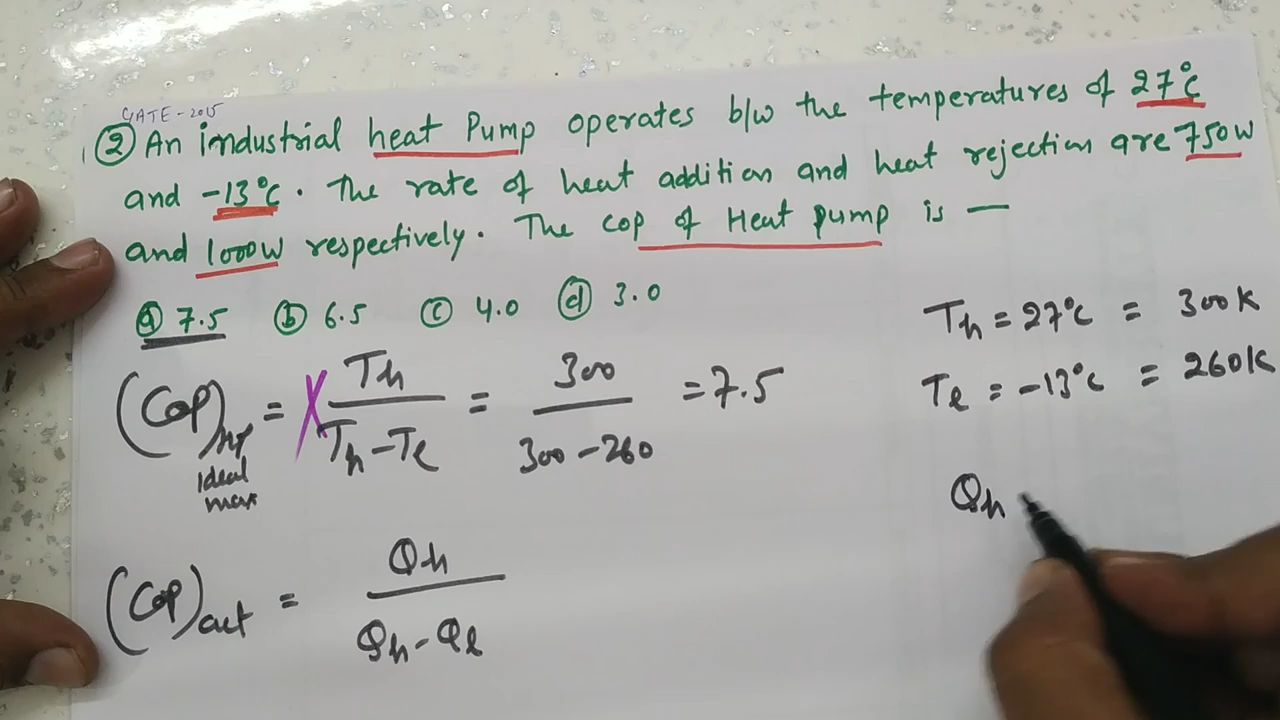 GATE-2015
② An industrial heat Pump operates b/w the temperatures of 27°C
and -13°C. The rate of heat addition and heat rejection are 750W
and 1000W respectively. The Cop of Heat pump is —
ⓐ 7.5 ⓑ 6.5 ⓒ 4.0 ⓓ 3.0
Th = 27°C = 300K
Tl = -13°C = 260K
(Cop)HP ideal max = Th / (Th - Tl) = 300 / (300 - 260) = 7.5
Qh
(Cop)act = Qh / (Qh - Ql)